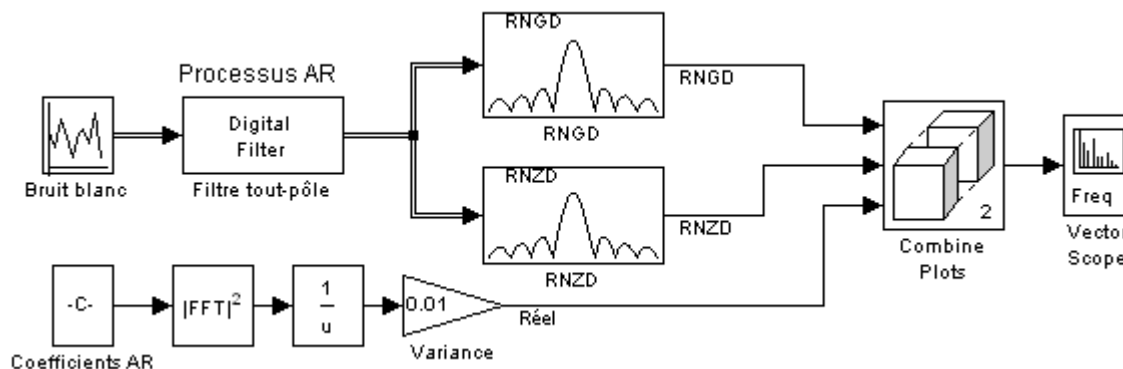 RNGD
Processus AR
RNGD
Digital
Filter
RNGD
Bruit blanc
Filtre tout-pôle
RNZD
RNZD
RNZD
2
Combine
Plots
Freq
Vector
Scope
-C-
|FFT|²
1
u
0.01
Réel
Coefficients AR
Variance